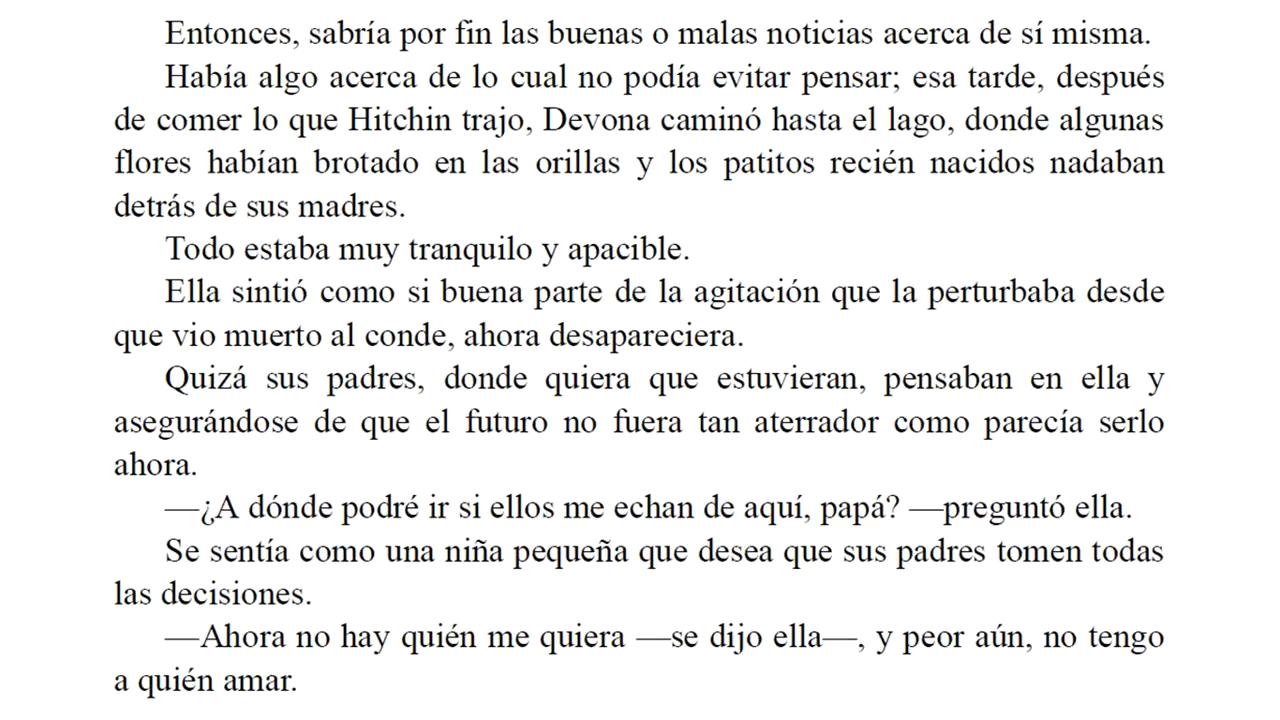 Entonces, sabría por fin las buenas o malas noticias acerca de sí misma.
Había algo acerca de lo cual no podía evitar pensar; esa tarde, después
de comer lo que Hitchin trajo, Devona caminó hasta el lago, donde algunas
flores habían brotado en las orillas y los patitos recién nacidos nadaban
detrás de sus madres.
Todo estaba muy tranquilo y apacible.
Ella sintió como si buena parte de la agitación que la perturbaba desde
que vio muerto al conde, ahora desapareciera.
Quizá sus padres, donde quiera que estuvieran, pensaban en ella y
asegurándose de que el futuro no fuera tan aterrador como parecía serlo
ahora.
—¿A dónde podré ir si ellos me echan de aquí, papá? —preguntó ella.
Se sentía como una niña pequeña que desea que sus padres tomen todas
las decisiones.
—Ahora no hay quién me quiera —se dijo ella—, y peor aún, no tengo
a quién amar.